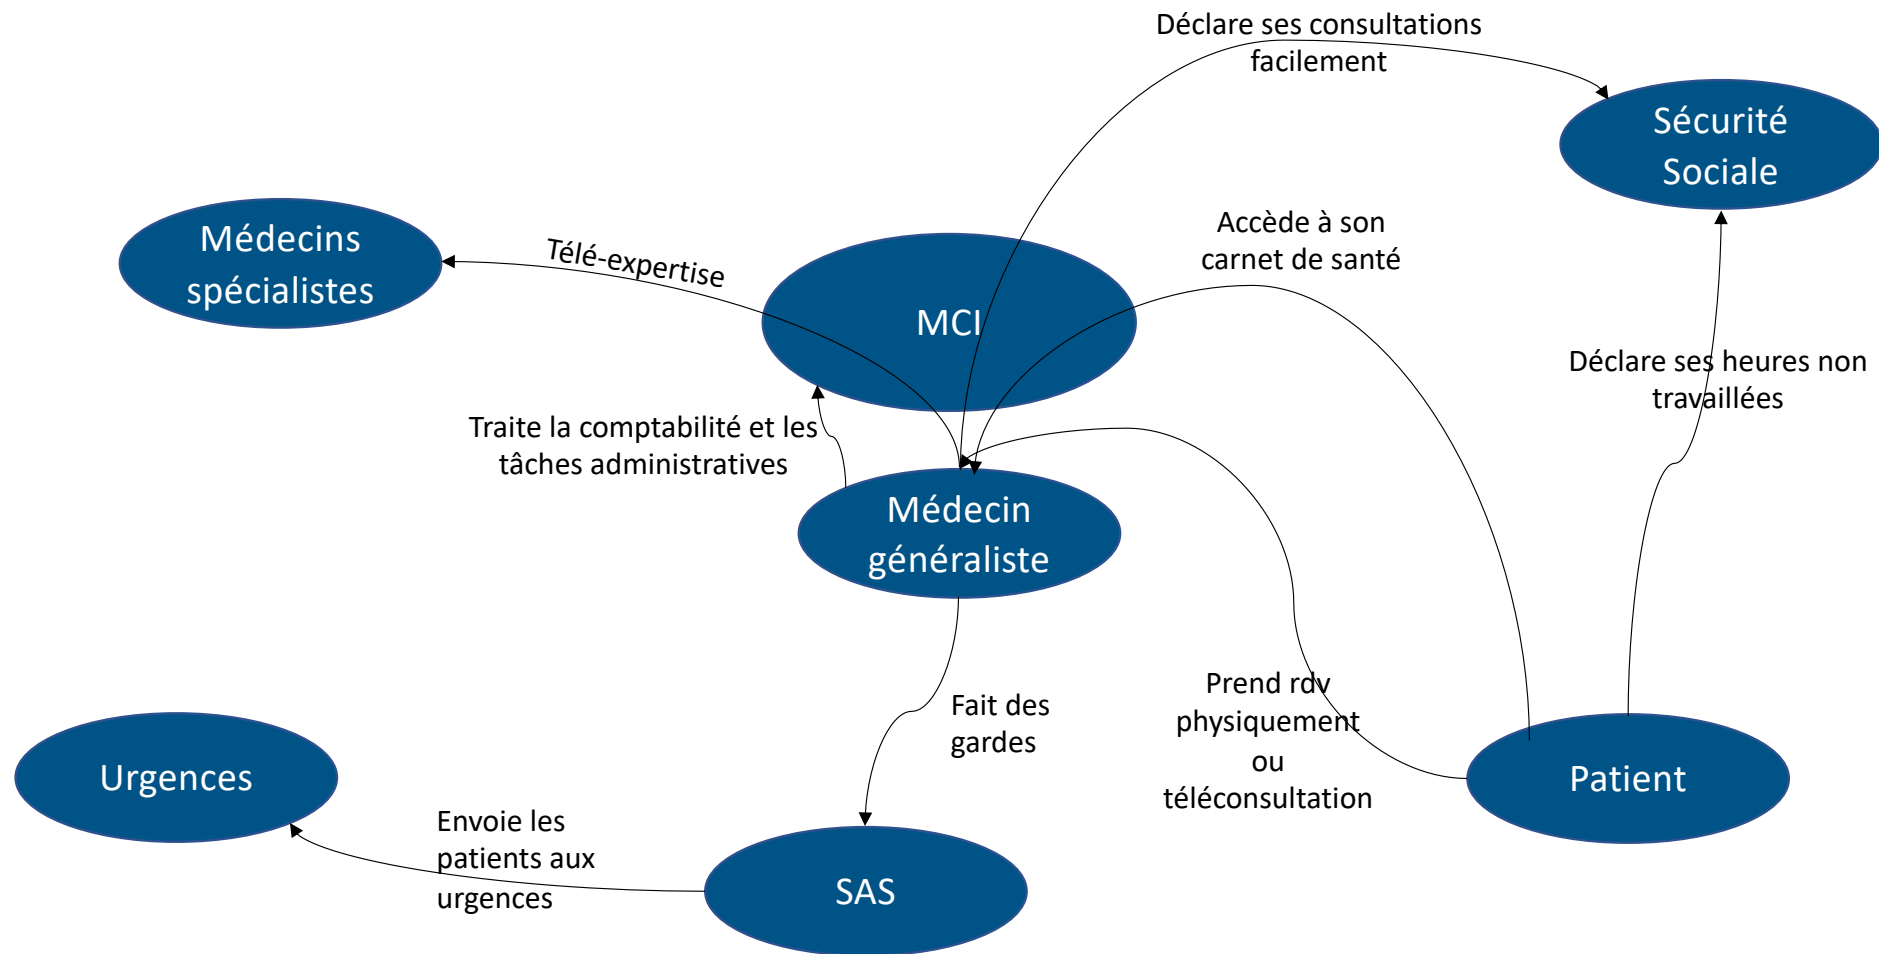 Déclare ses consultations
facilement
Sécurité
Sociale
Médecins
spécialistes
Télé-expertise
MCI
Accède à son
carnet de santé
Déclare ses heures non
travaillées
Traite la comptabilité et les
tâches administratives
Médecin
généraliste
Fait des
gardes
Prend rdv
physiquement
ou
téléconsultation
Patient
Urgences
Envoie les
patients aux
urgences
SAS